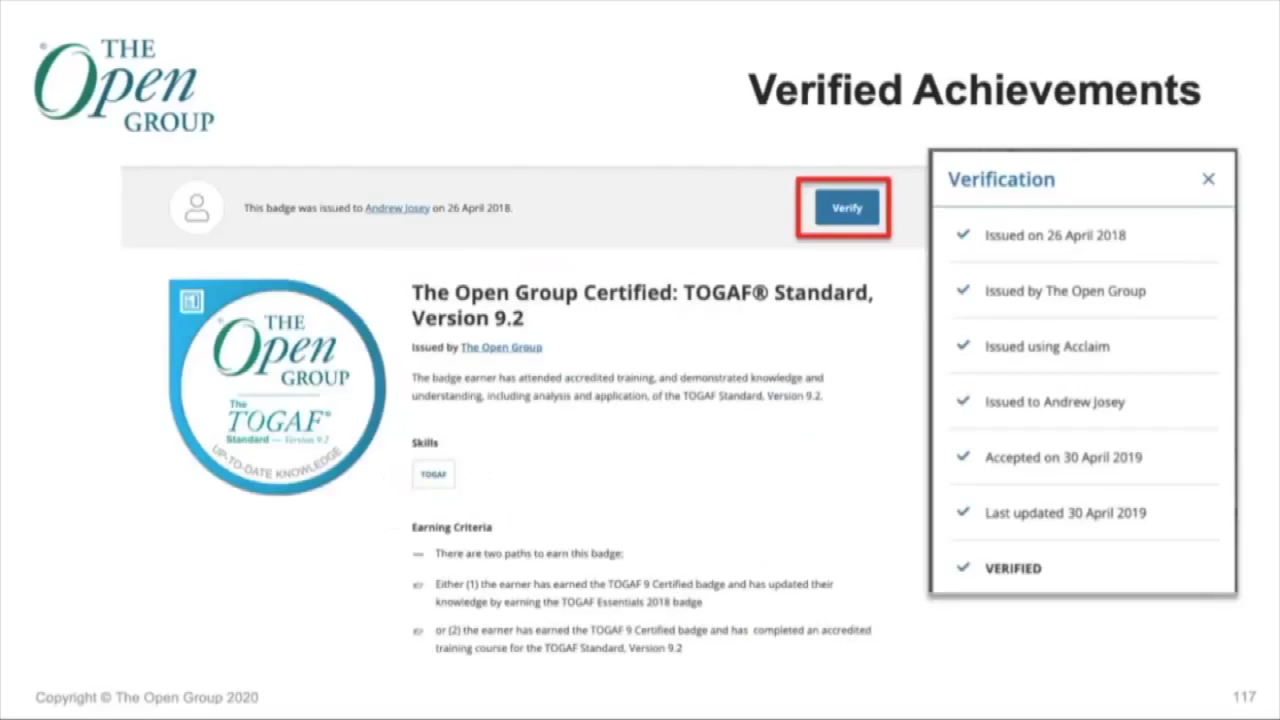 THE
Open
GROUP
Verified Achievements
This badge was issued to Andrew Josey on 26 April 2018.
Verify
THE
Open
GROUP
The
TOGAF®
Standard — Version 9.2
UP-TO-DATE KNOWLEDGE
The Open Group Certified: TOGAF® Standard,
Version 9.2
Issued by The Open Group
The badge earner has attended accredited training, and demonstrated knowledge and
understanding, including analysis and application, of the TOGAF Standard, Version 9.2.
Skills
TOGAF
Earning Criteria
— There are two paths to earn this badge:
Either (1) the earner has earned the TOGAF 9 Certified badge and has updated their
knowledge by earning the TOGAF Essentials 2018 badge
or (2) the earner has earned the TOGAF 9 Certified badge and has completed an accredited
training course for the TOGAF Standard, Version 9.2
Verification ×
Issued on 26 April 2018
Issued by The Open Group
Issued using Acclaim
Issued to Andrew Josey
Accepted on 30 April 2019
Last updated 30 April 2019
VERIFIED
Copyright © The Open Group 2020
117